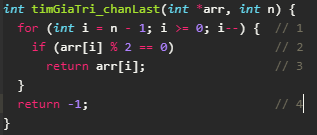 int timGiaTri_chanLast(int *arr, int n) {
  for (int i = n - 1; i >= 0; i--) {  // 1
    if (arr[i] % 2 == 0)              // 2
      return arr[i];                  // 3
  }
  return -1;                          // 4
}